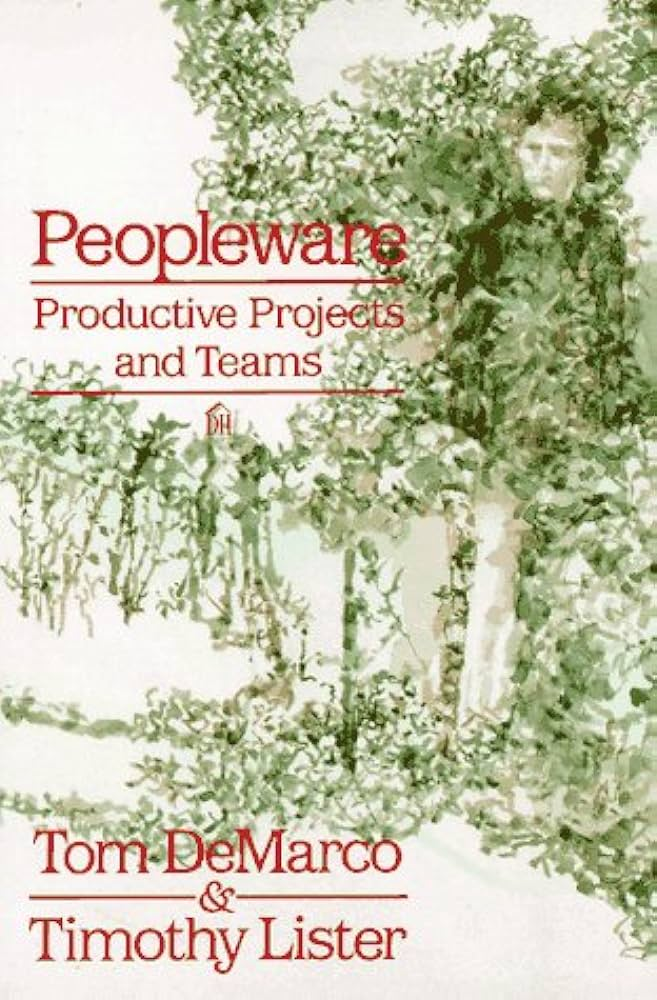 Peopleware
Productive Projects
and Teams
DH
Tom DeMarco
&
Timothy Lister